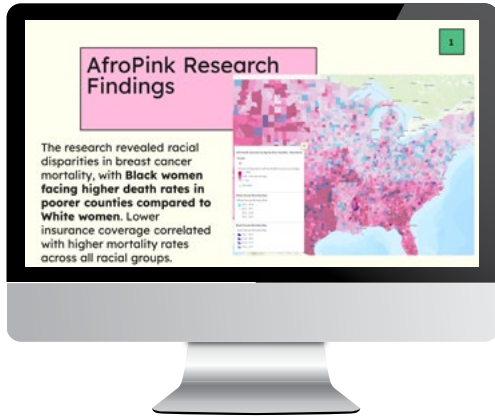 1
AfroPink Research
Findings
The research revealed racial
disparities in breast cancer
mortality, with Black women
facing higher death rates in
poorer counties compared to
White women. Lower
insurance coverage correlated
with higher mortality rates
across all racial groups.